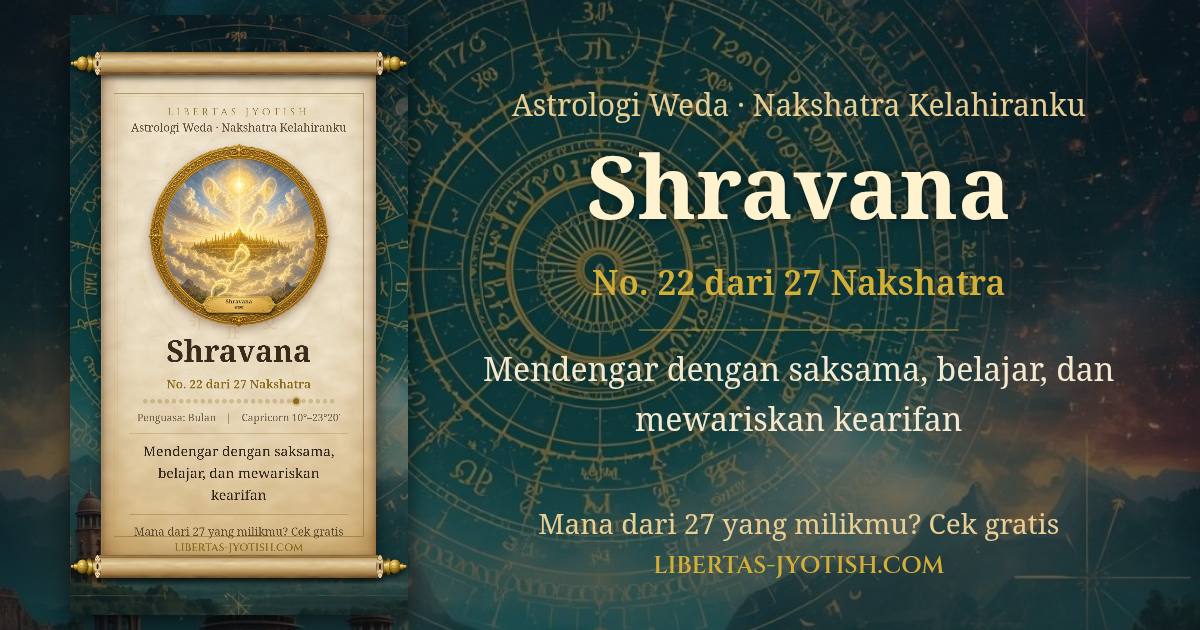 LIBERTAS JYOTISH
Astrologi Weda · Nakshatra Kelahiranku
Shravana
Shravana
No. 22 dari 27 Nakshatra
Penguasa: Bulan | Capricorn 10°–23°20′
Mendengar dengan saksama,
belajar, dan mewariskan
kearifan
Mana dari 27 yang milikmu? Cek gratis
LIBERTAS-JYOTISH.COM
Astrologi Weda · Nakshatra Kelahiranku
Shravana
No. 22 dari 27 Nakshatra
Mendengar dengan saksama, belajar, dan
mewariskan kearifan
Mana dari 27 yang milikmu? Cek gratis
LIBERTAS-JYOTISH.COM